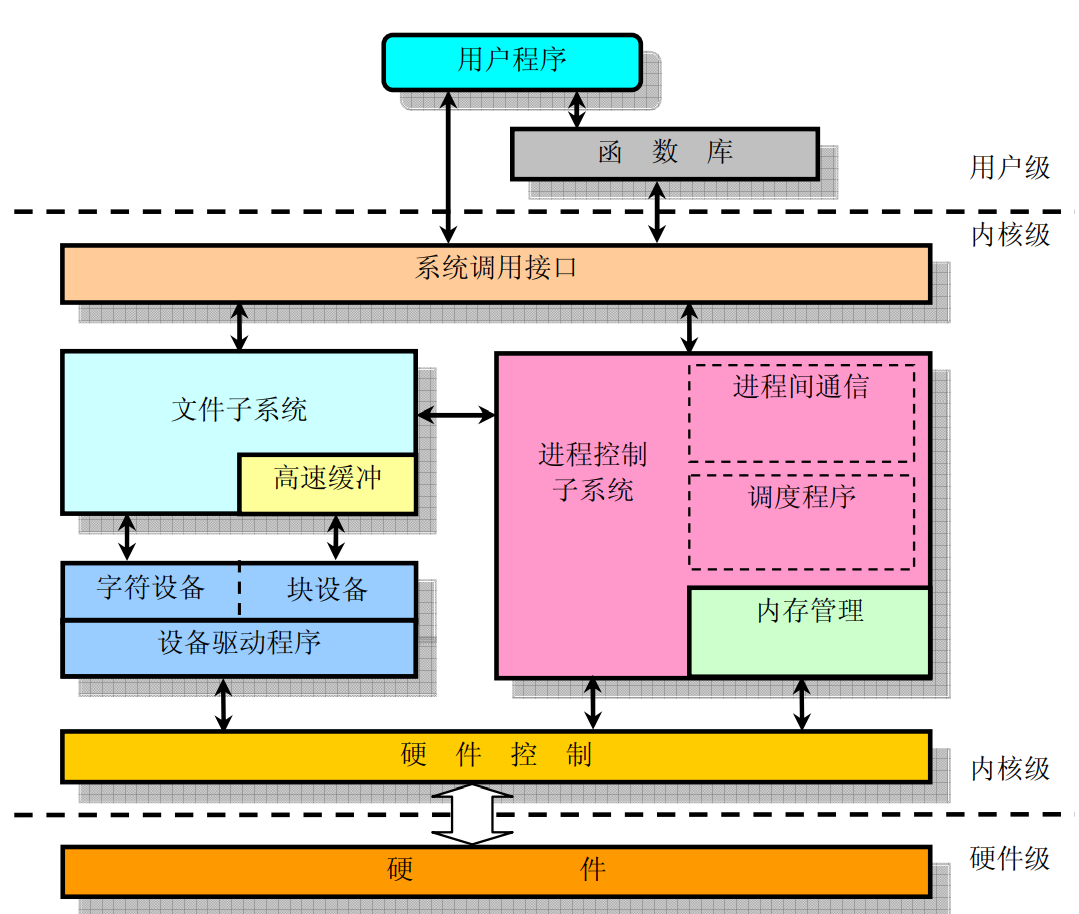 用户程序
函 数 库
用户级
内核级
系统调用接口
文件子系统
高速缓冲
进程控制
子系统
进程间通信
调度程序
内存管理
字符设备
块设备
设备驱动程序
硬 件 控 制
内核级
硬 件
硬件级